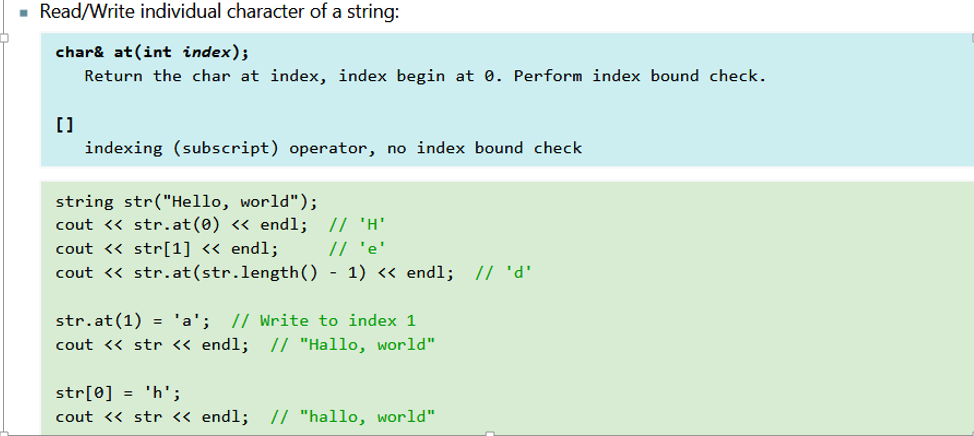 Read/Write individual character of a string:
char& at(int index);
Return the char at index, index begin at 0. Perform index bound check.
[]
indexing (subscript) operator, no index bound check
string str("Hello, world");
cout << str.at(0) << endl;  // 'H'
cout << str[1] << endl;     // 'e'
cout << str.at(str.length() - 1) << endl;  // 'd'
str.at(1) = 'a';  // Write to index 1
cout << str << endl;  // "Hallo, world"
str[0] = 'h';
cout << str << endl;  // "hallo, world"